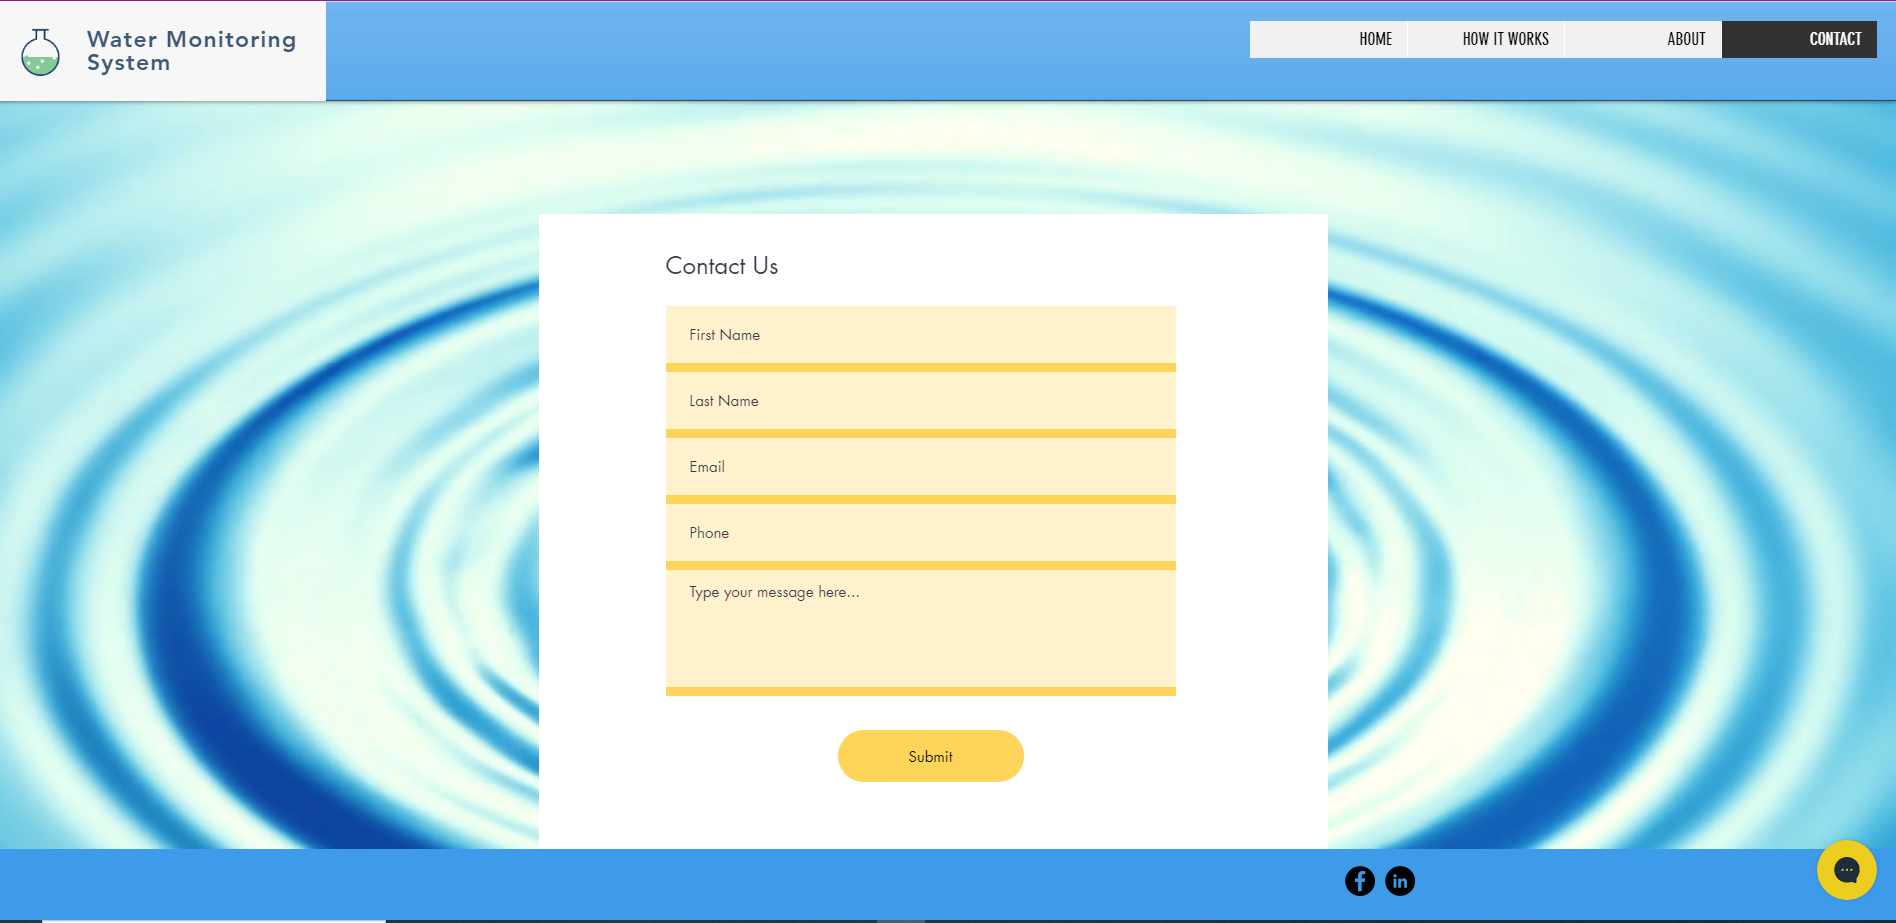 Water Monitoring
System
HOME
HOW IT WORKS
ABOUT
CONTACT
Contact Us
First Name
Last Name
Email
Phone
Type your message here...
Submit
f
in